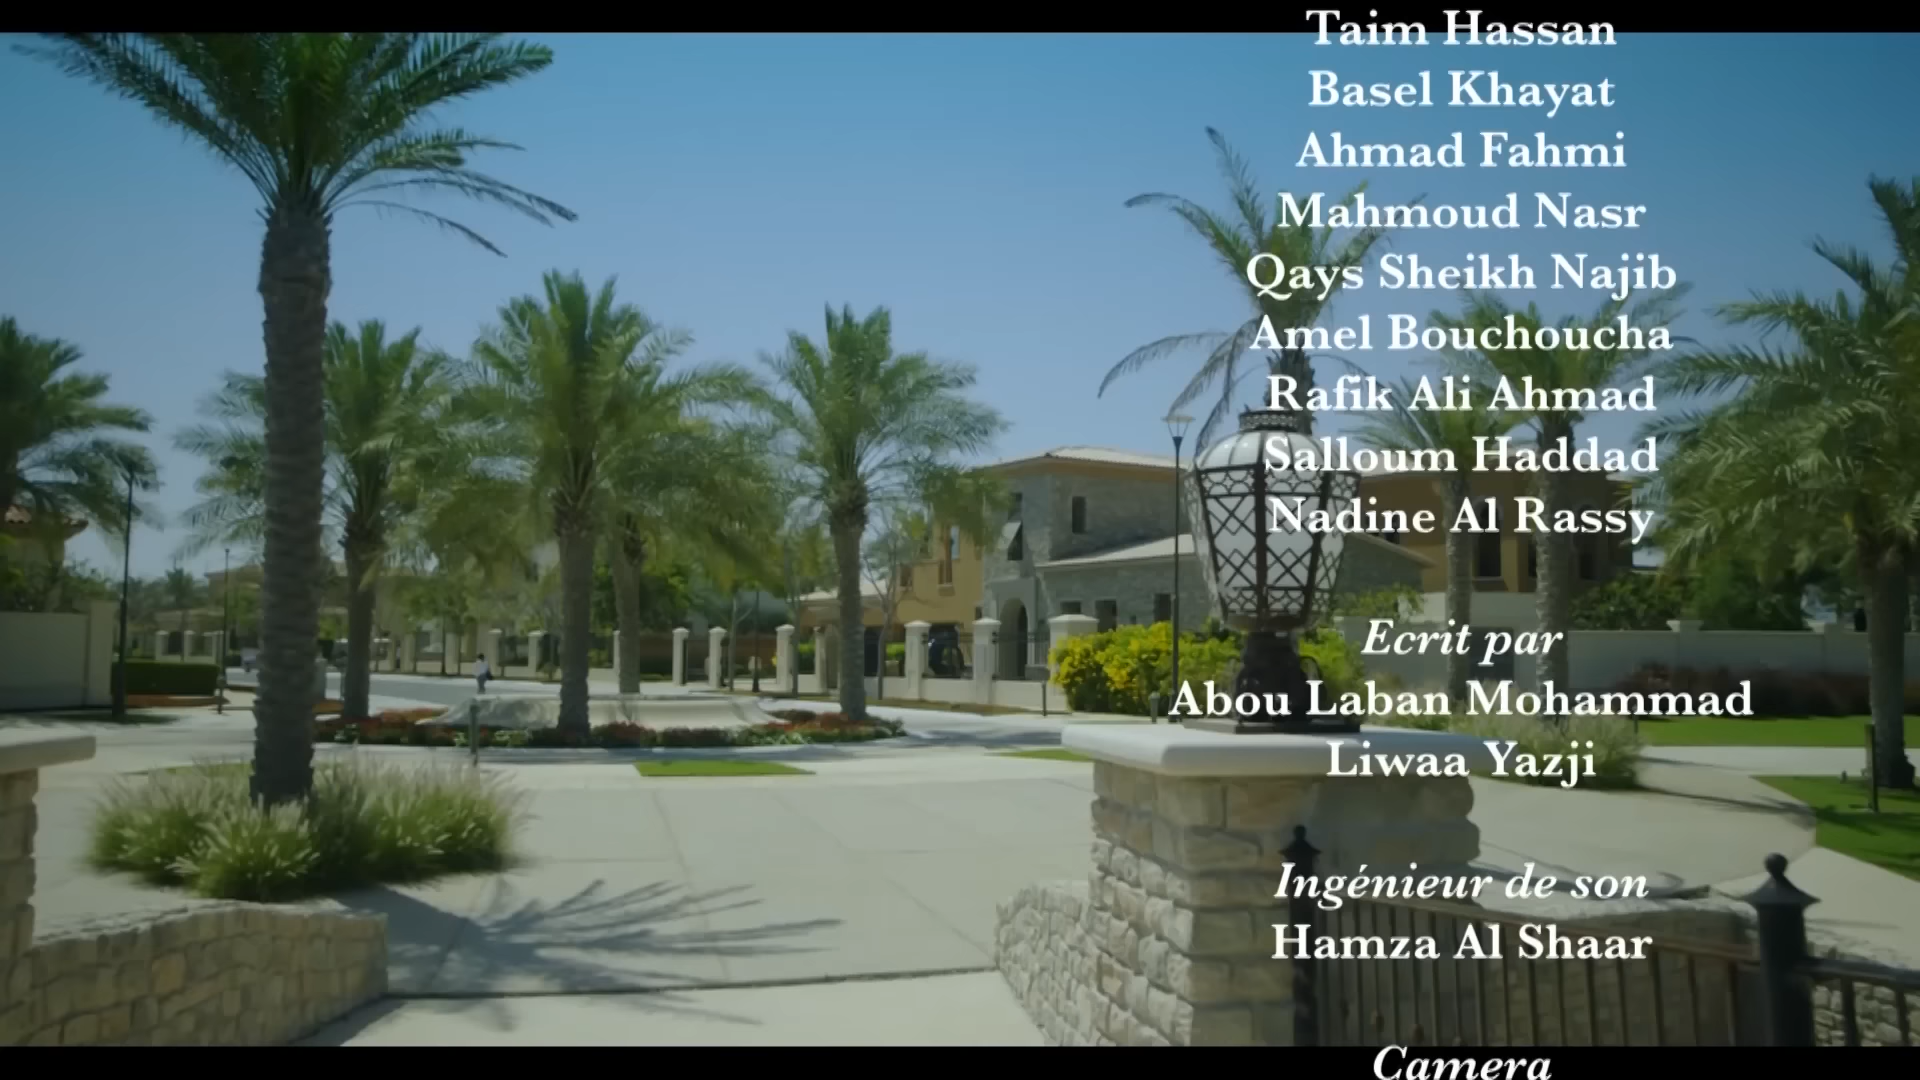 Taim Hassan
Basel Khayat
Ahmad Fahmi
Mahmoud Nasr
Qays Sheikh Najib
Amel Bouchoucha
Rafik Ali Ahmad
Salloum Haddad
Nadine Al Rassy
Ecrit par
Abou Laban Mohammad
Liwaa Yazji
Ingénieur de son
Hamza Al Shaar
Camera